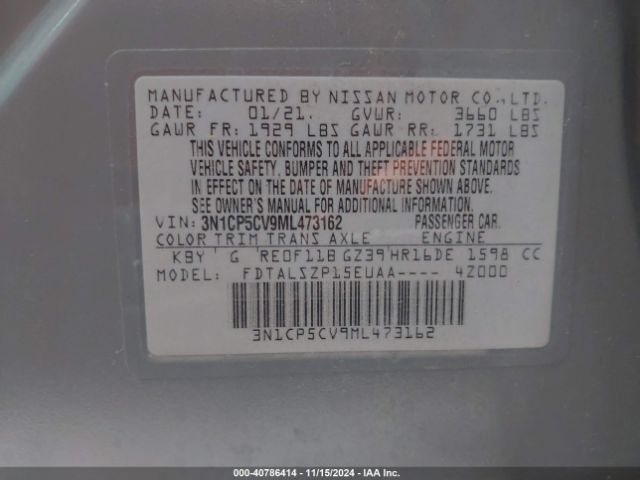 MANUFACTURED BY NISSAN MOTOR CO.,LTD.
DATE: 01/21. GVWR: 3660 LBS
GAWR FR: 1929 LBS GAWR RR: 1731 LBS
THIS VEHICLE CONFORMS TO ALL APPLICABLE FEDERAL MOTOR
VEHICLE SAFETY, BUMPER AND THEFT PREVENTION STANDARDS
IN EFFECT ON THE DATE OF MANUFACTURE SHOWN ABOVE.
SEE OWNER'S MANUAL FOR ADDITIONAL INFORMATION.
VIN: 3N1CP5CV9ML473162 PASSENGER CAR.
COLOR TRIM TRANS AXLE ENGINE
KBY G RE0F11B GZ39 HR16DE 1598 CC
MODEL: FDTALSZP15EUAA---- 4Z000
3N1CP5CV9ML473162
000-40786414 - 11/15/2024 - IAA Inc.